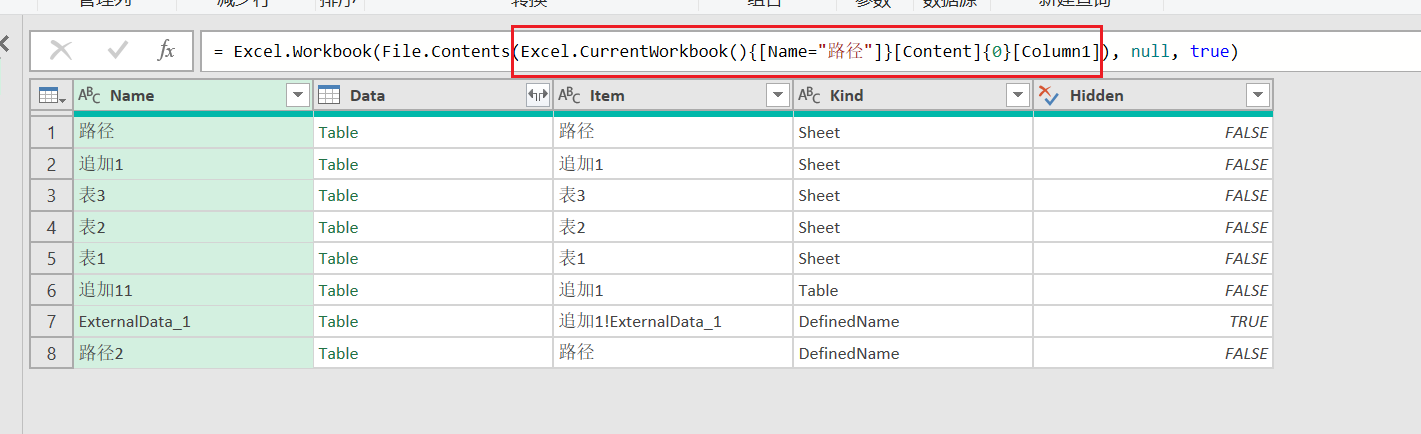 管理列 减少行 排序 转换 组合 参数 数据源 新建查询
= Excel.Workbook(File.Contents(Excel.CurrentWorkbook(){[Name="路径"]}[Content]{0}[Column1]), null, true)
Name Data Item Kind Hidden
1 路径 Table 路径 Sheet FALSE
2 追加1 Table 追加1 Sheet FALSE
3 表3 Table 表3 Sheet FALSE
4 表2 Table 表2 Sheet FALSE
5 表1 Table 表1 Sheet FALSE
6 追加11 Table 追加1 Table FALSE
7 ExternalData_1 Table 追加1!ExternalData_1 DefinedName TRUE
8 路径2 Table 路径 DefinedName FALSE